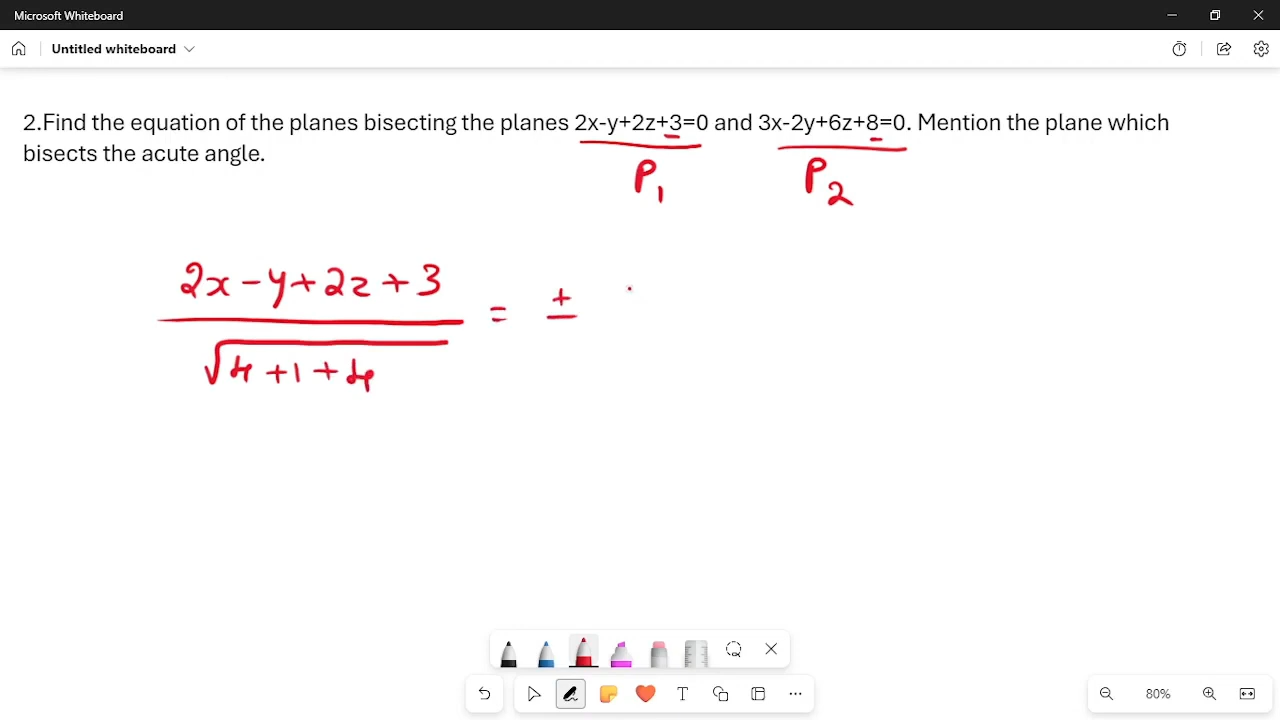 Microsoft Whiteboard
Untitled whiteboard
2.Find the equation of the planes bisecting the planes 2x-y+2z+3=0 and 3x-2y+6z+8=0. Mention the plane which
bisects the acute angle.
P1 P2
2x-y+2z+3
= ±
√4+1+4
80%